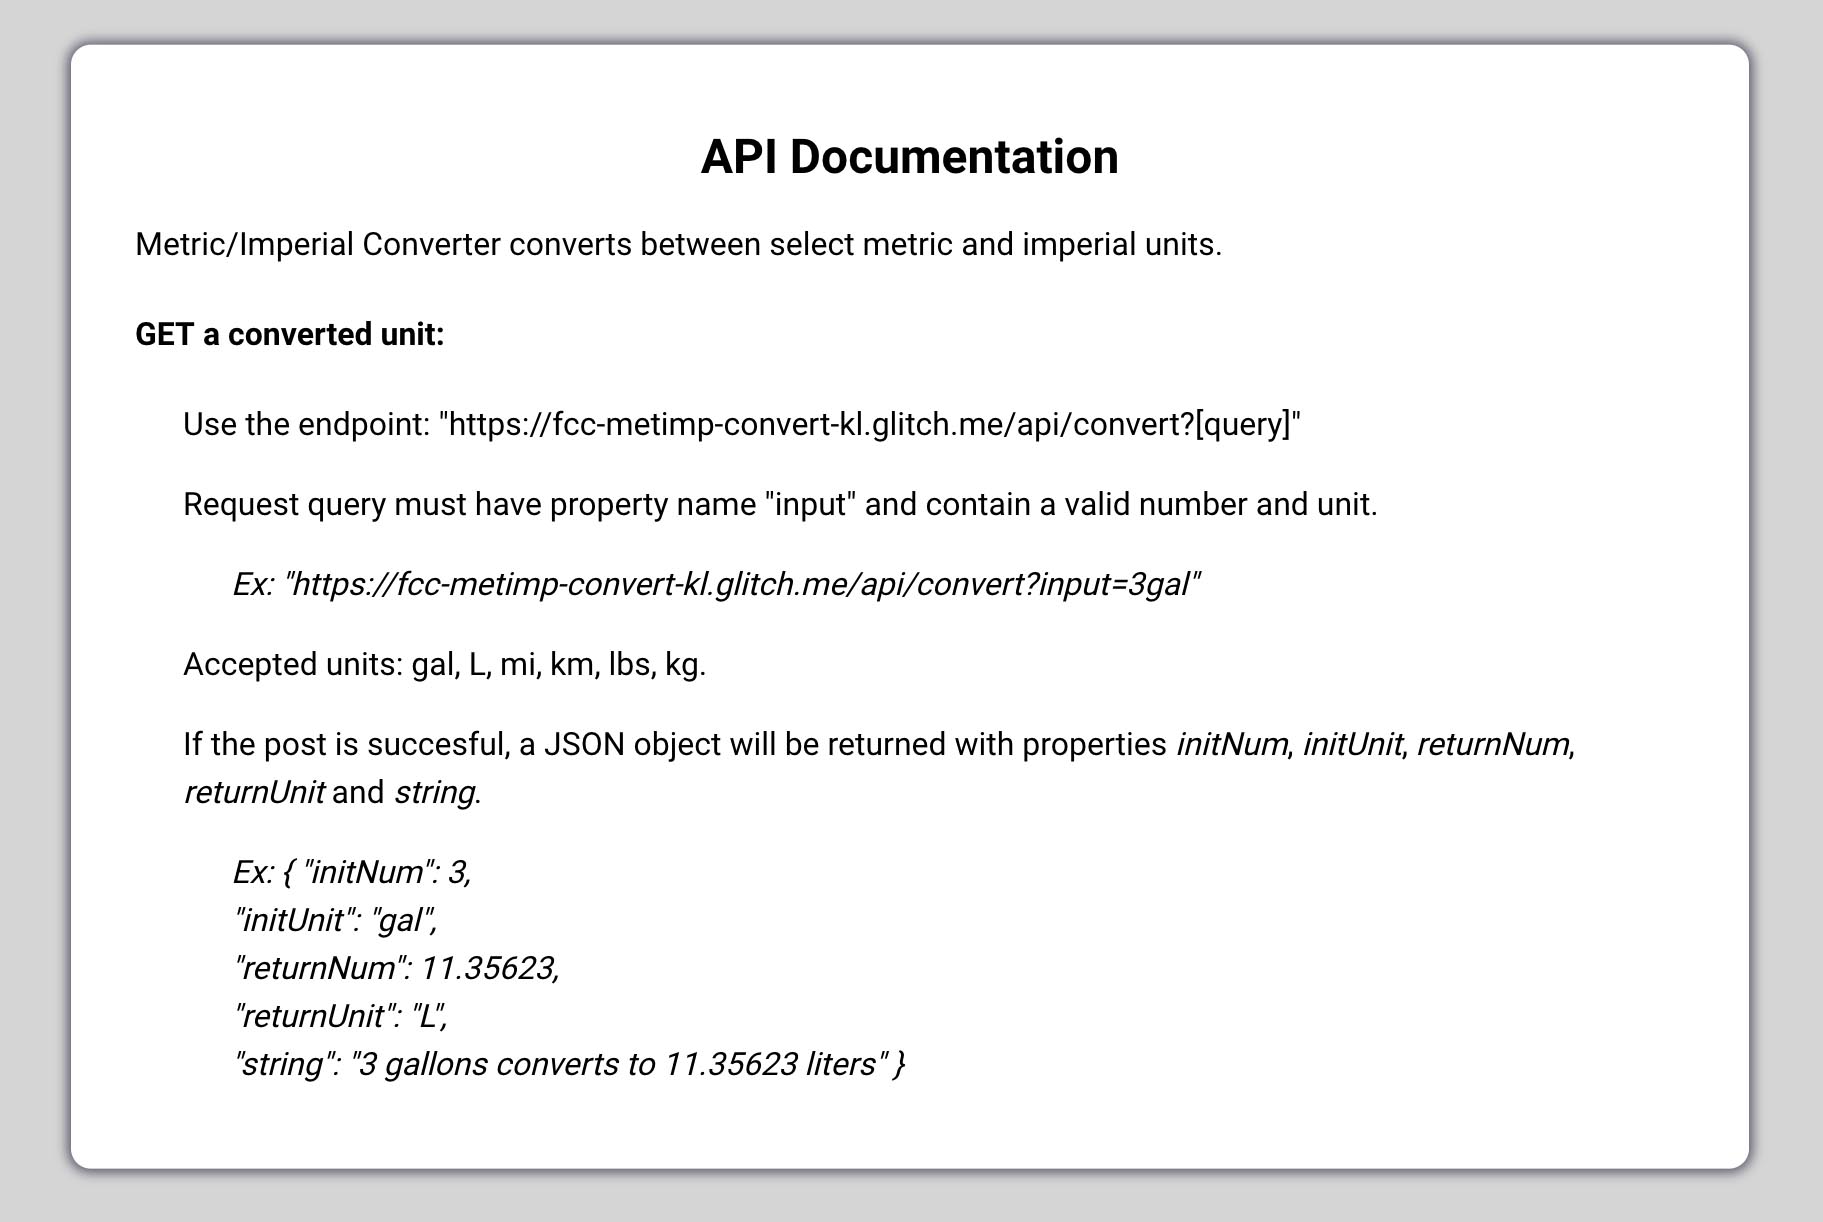 API Documentation
Metric/Imperial Converter converts between select metric and imperial units.
GET a converted unit:
Use the endpoint: "https://fcc-metimp-convert-kl.glitch.me/api/convert?[query]"
Request query must have property name "input" and contain a valid number and unit.
Ex: "https://fcc-metimp-convert-kl.glitch.me/api/convert?input=3gal"
Accepted units: gal, L, mi, km, lbs, kg.
If the post is succesful, a JSON object will be returned with properties initNum, initUnit, returnNum,
returnUnit and string.
Ex: { "initNum": 3,
"initUnit": "gal",
"returnNum": 11.35623,
"returnUnit": "L",
"string": "3 gallons converts to 11.35623 liters" }